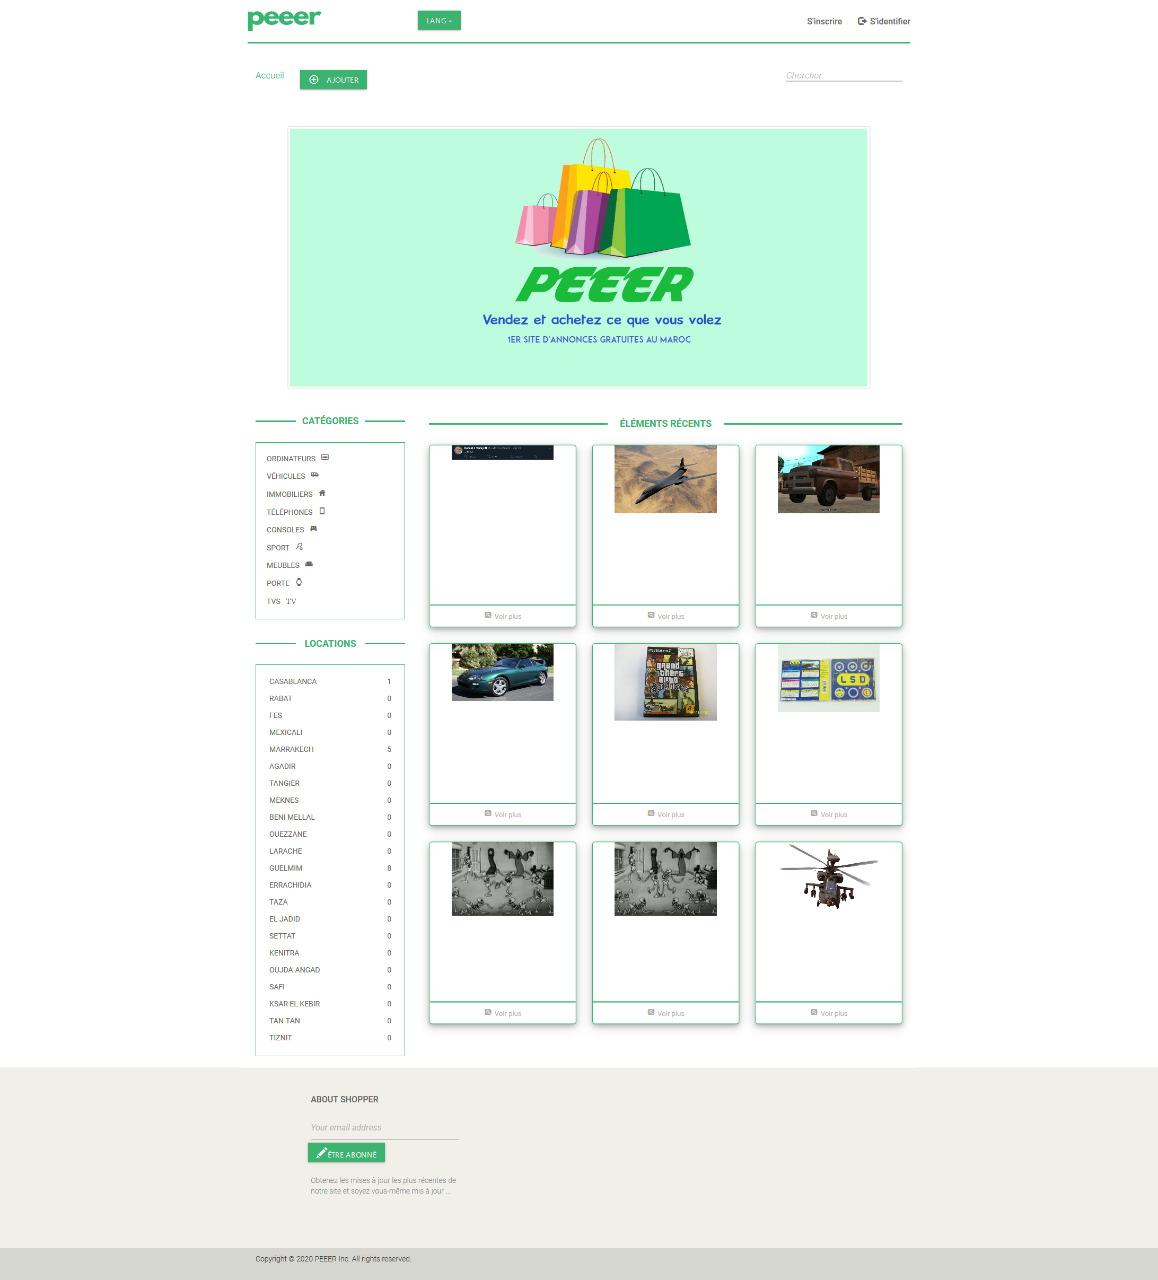 peeer
LANG
S'inscrire
S'identifier
Accueil
AJOUTER
Chercher
PEEER
Vendez et achetez ce que vous volez
1ER SITE D'ANNONCES GRATUITES AU MAROC
CATÉGORIES
ORDINATEURS
VÉHICULES
IMMOBILIERS
TÉLÉPHONES
CONSOLES
SPORT
MEUBLES
PORTE
TVS TV
LOCATIONS
CASABLANCA 1
RABAT 0
FES 0
MEXICALI 0
MARRAKECH 5
AGADIR 0
TANGIER 0
MEKNES 0
BENI MELLAL 0
OUEZZANE 0
LARACHE 0
GUELMIM 8
ERRACHIDIA 0
TAZA 0
EL JADID 0
SETTAT 0
KENITRA 0
OUJDA ANGAD 0
SAFI 0
KSAR EL KEBIR 0
TAN TAN 0
TIZNIT 0
ÉLÉMENTS RÉCENTS
Voir plus
Voir plus
Voir plus
grand
theft
auto
LSD
Voir plus
Voir plus
Voir plus
Voir plus
Voir plus
Voir plus
ABOUT SHOPPER
Your email address
ÊTRE ABONNÉ
Obtenez les mises à jour les plus récentes de
notre site et soyez vous-même mis à jour ...
Copyright © 2020 PEEER Inc. All rights reserved.